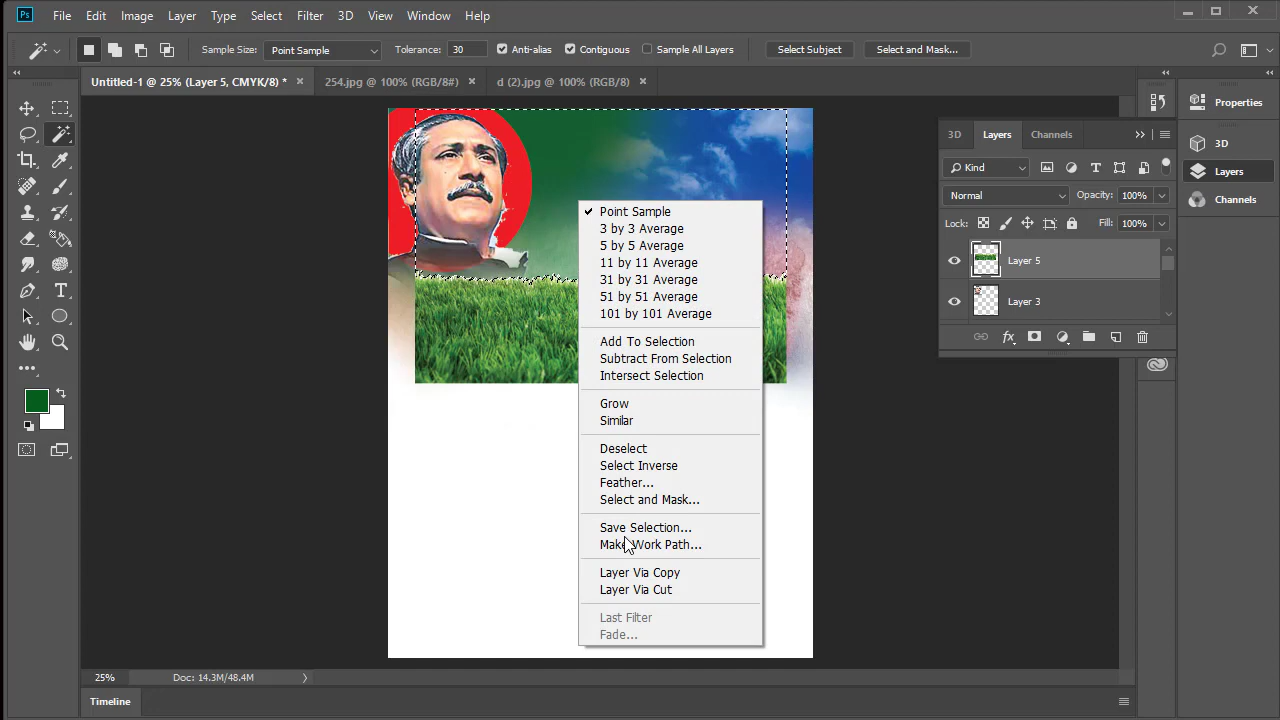 Ps File Edit Image Layer Type Select Filter 3D View Window Help
Sample Size: Point Sample Tolerance: 30 Anti-alias Contiguous Sample All Layers Select Subject Select and Mask...
Untitled-1 @ 25% (Layer 5, CMYK/8) * 254.jpg @ 100% (RGB/8#) d (2).jpg @ 100% (RGB/8)
Properties
3D
Layers
Channels
3D Layers Channels
Kind
Normal Opacity: 100%
Lock: Fill: 100%
Layer 5
Layer 3
fx
Point Sample
3 by 3 Average
5 by 5 Average
11 by 11 Average
31 by 31 Average
51 by 51 Average
101 by 101 Average
Add To Selection
Subtract From Selection
Intersect Selection
Grow
Similar
Deselect
Select Inverse
Feather...
Select and Mask...
Save Selection...
Make Work Path...
Layer Via Copy
Layer Via Cut
Last Filter
Fade...
25% Doc: 14.3M/48.4M
Timeline